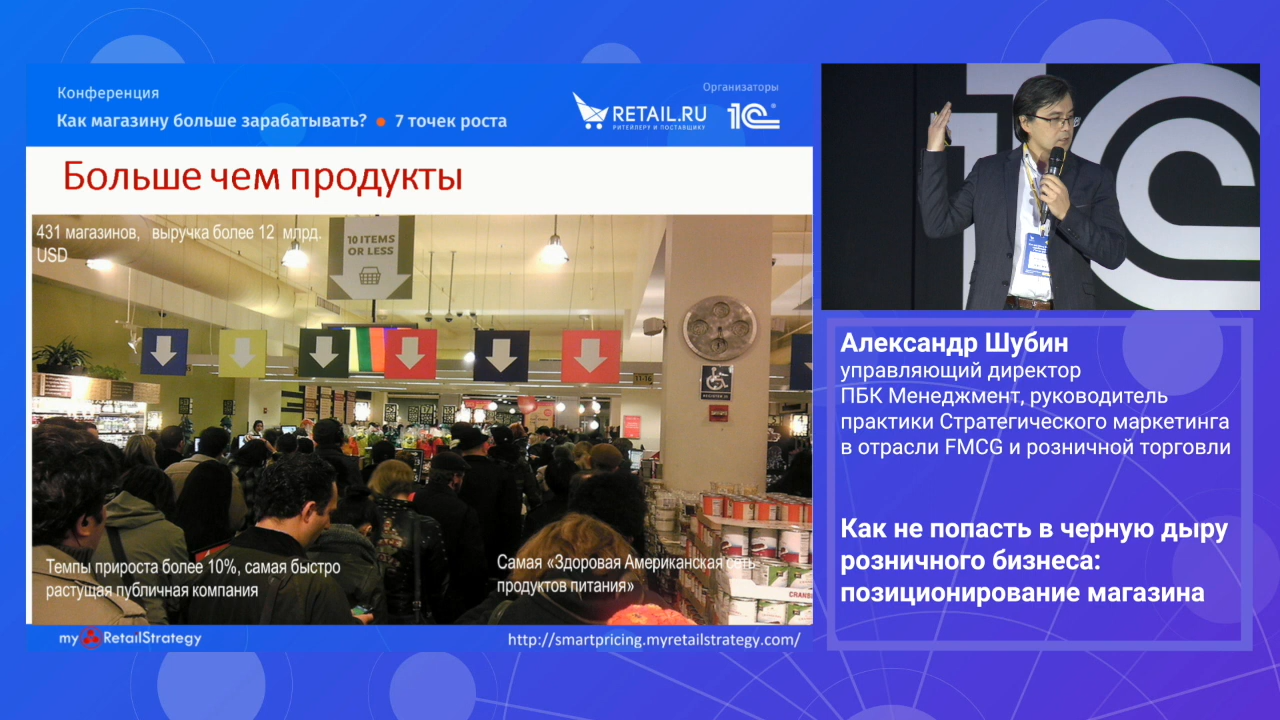 Конференция
Как магазину больше зарабатывать? • 7 точек роста
Организаторы
RETAIL.RU
РИТЕЙЛЕРУ И ПОСТАВЩИКУ
1С
Больше чем продукты
431 магазинов, выручка более 12 млрд.
USD
10 ITEMS
OR LESS
Темпы прироста более 10%, самая быстро
растущая публичная компания
Самая «Здоровая Американская сеть
продуктов питания»
my RetailStrategy
http://smartpricing.myretailstrategy.com/
Александр Шубин
управляющий директор
ПБК Менеджмент, руководитель
практики Стратегического маркетинга
в отрасли FMCG и розничной торговли
Как не попасть в черную дыру
розничного бизнеса:
позиционирование магазина